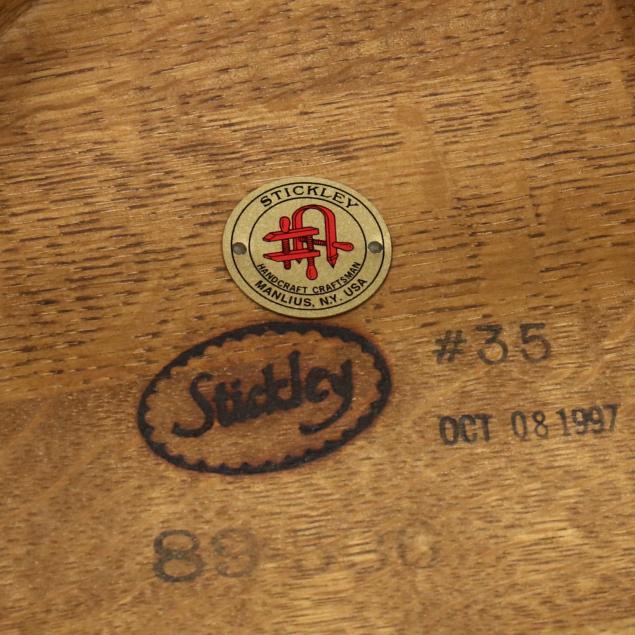 STICKLEY
HANDCRAFT CRAFTSMAN
MANLIUS, N.Y. USA
Stickley
#35
OCT 08 1997